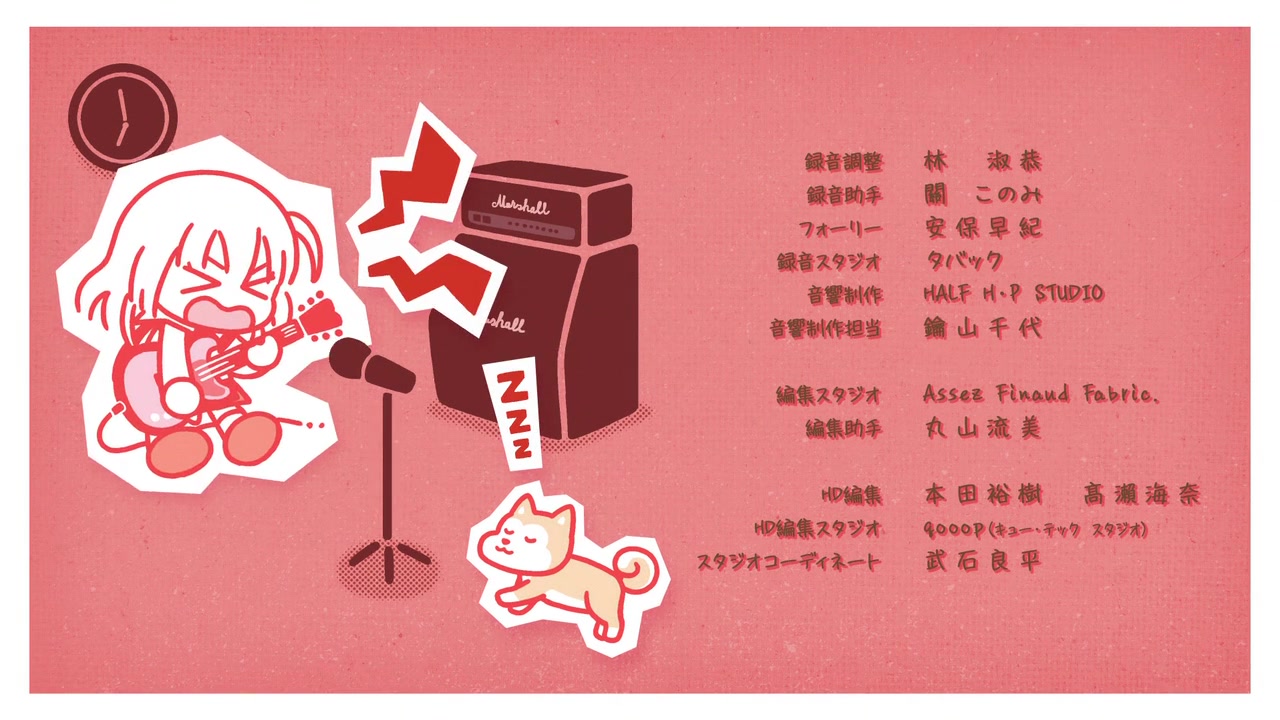 Marshall
Marshall
NNN
録音調整 林 淑恭
録音助手 關 このみ
フォーリー 安保早紀
録音スタジオ タバック
音響制作 HALF H・P STUDIO
音響制作担当 鑰山千代
編集スタジオ Assez Finaud Fabric.
編集助手 丸山流美
HD編集 本田裕樹 髙瀨海奈
HD編集スタジオ qooop(キュー・テック スタジオ)
スタジオコーディネート 武石良平